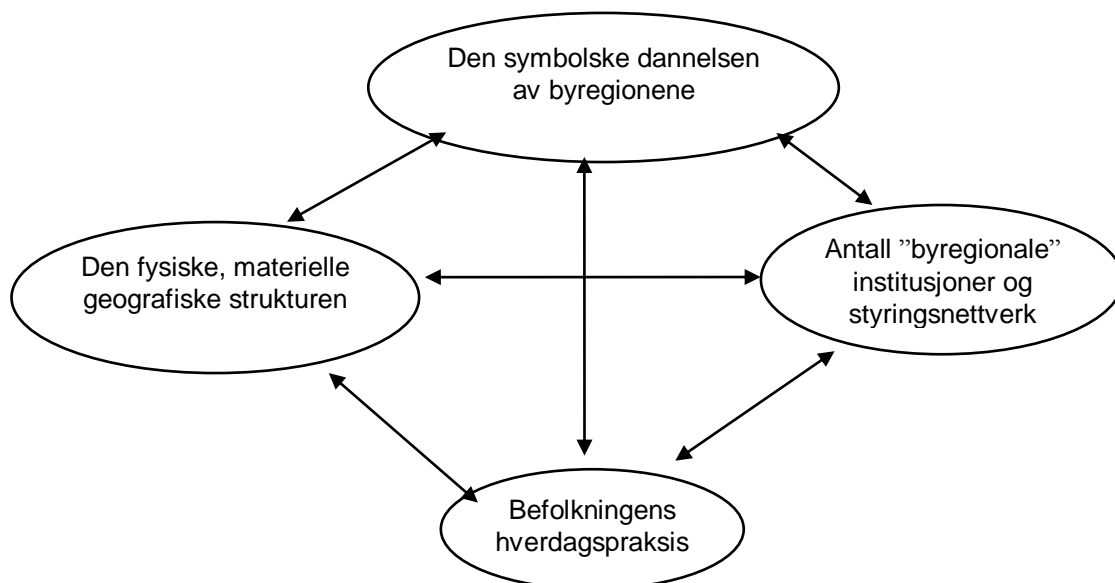 Den symbolske dannelsen
av byregionene
Den fysiske, materielle
geografiske strukturen
Antall ”byregionale”
institusjoner og
styringsnettverk
Befolkningens
hverdagspraksis